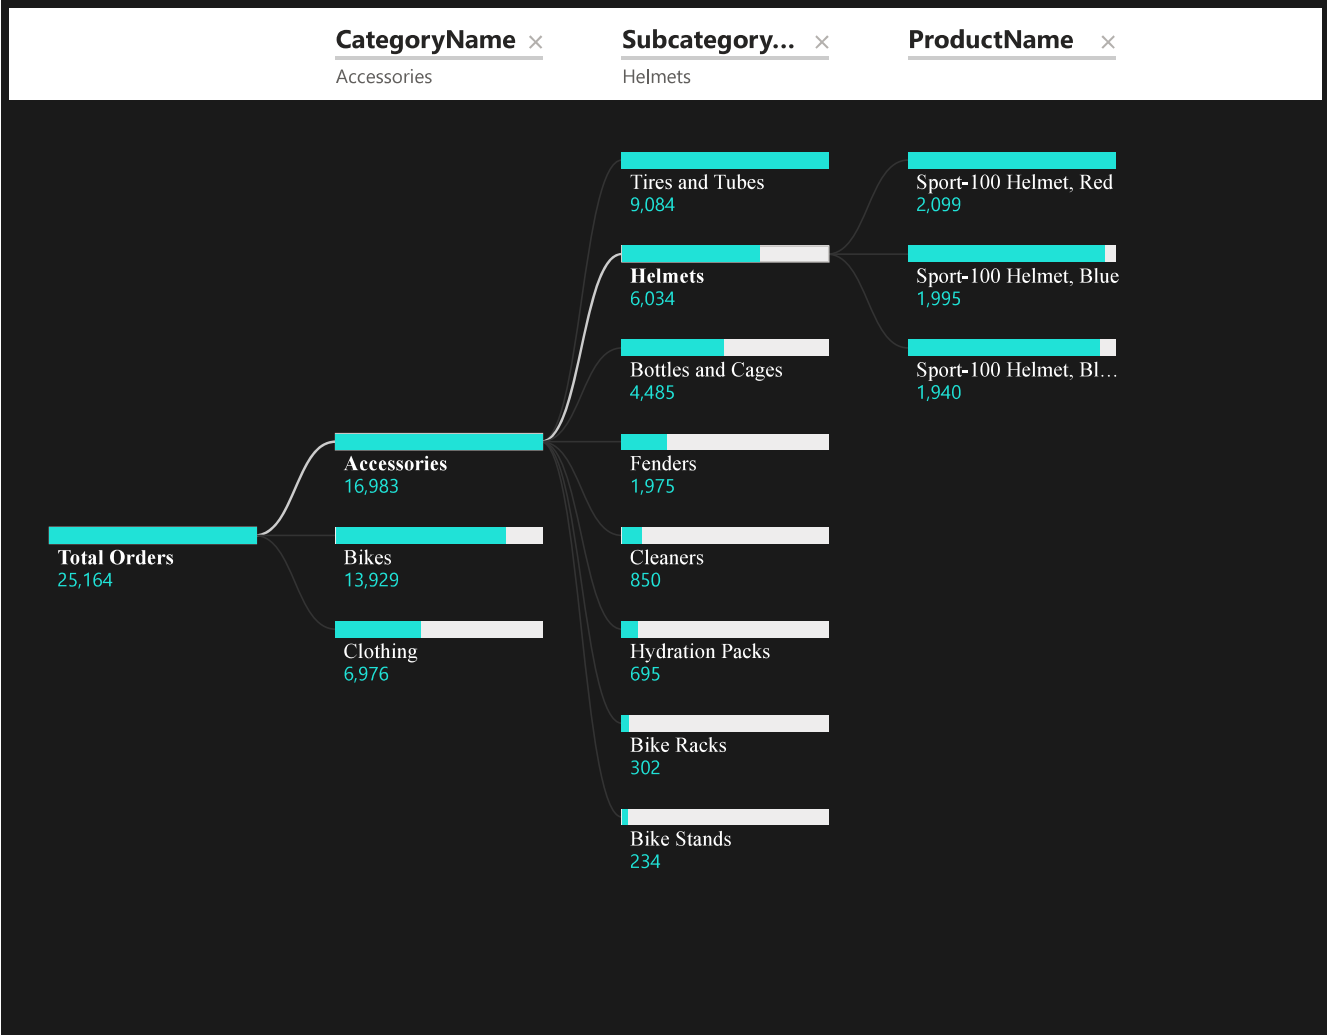 CategoryName ×
Accessories
Subcategory... ×
Helmets
ProductName ×
Total Orders
25,164
Accessories
16,983
Bikes
13,929
Clothing
6,976
Tires and Tubes
9,084
Helmets
6,034
Bottles and Cages
4,485
Fenders
1,975
Cleaners
850
Hydration Packs
695
Bike Racks
302
Bike Stands
234
Sport-100 Helmet, Red
2,099
Sport-100 Helmet, Blue
1,995
Sport-100 Helmet, Bl...
1,940